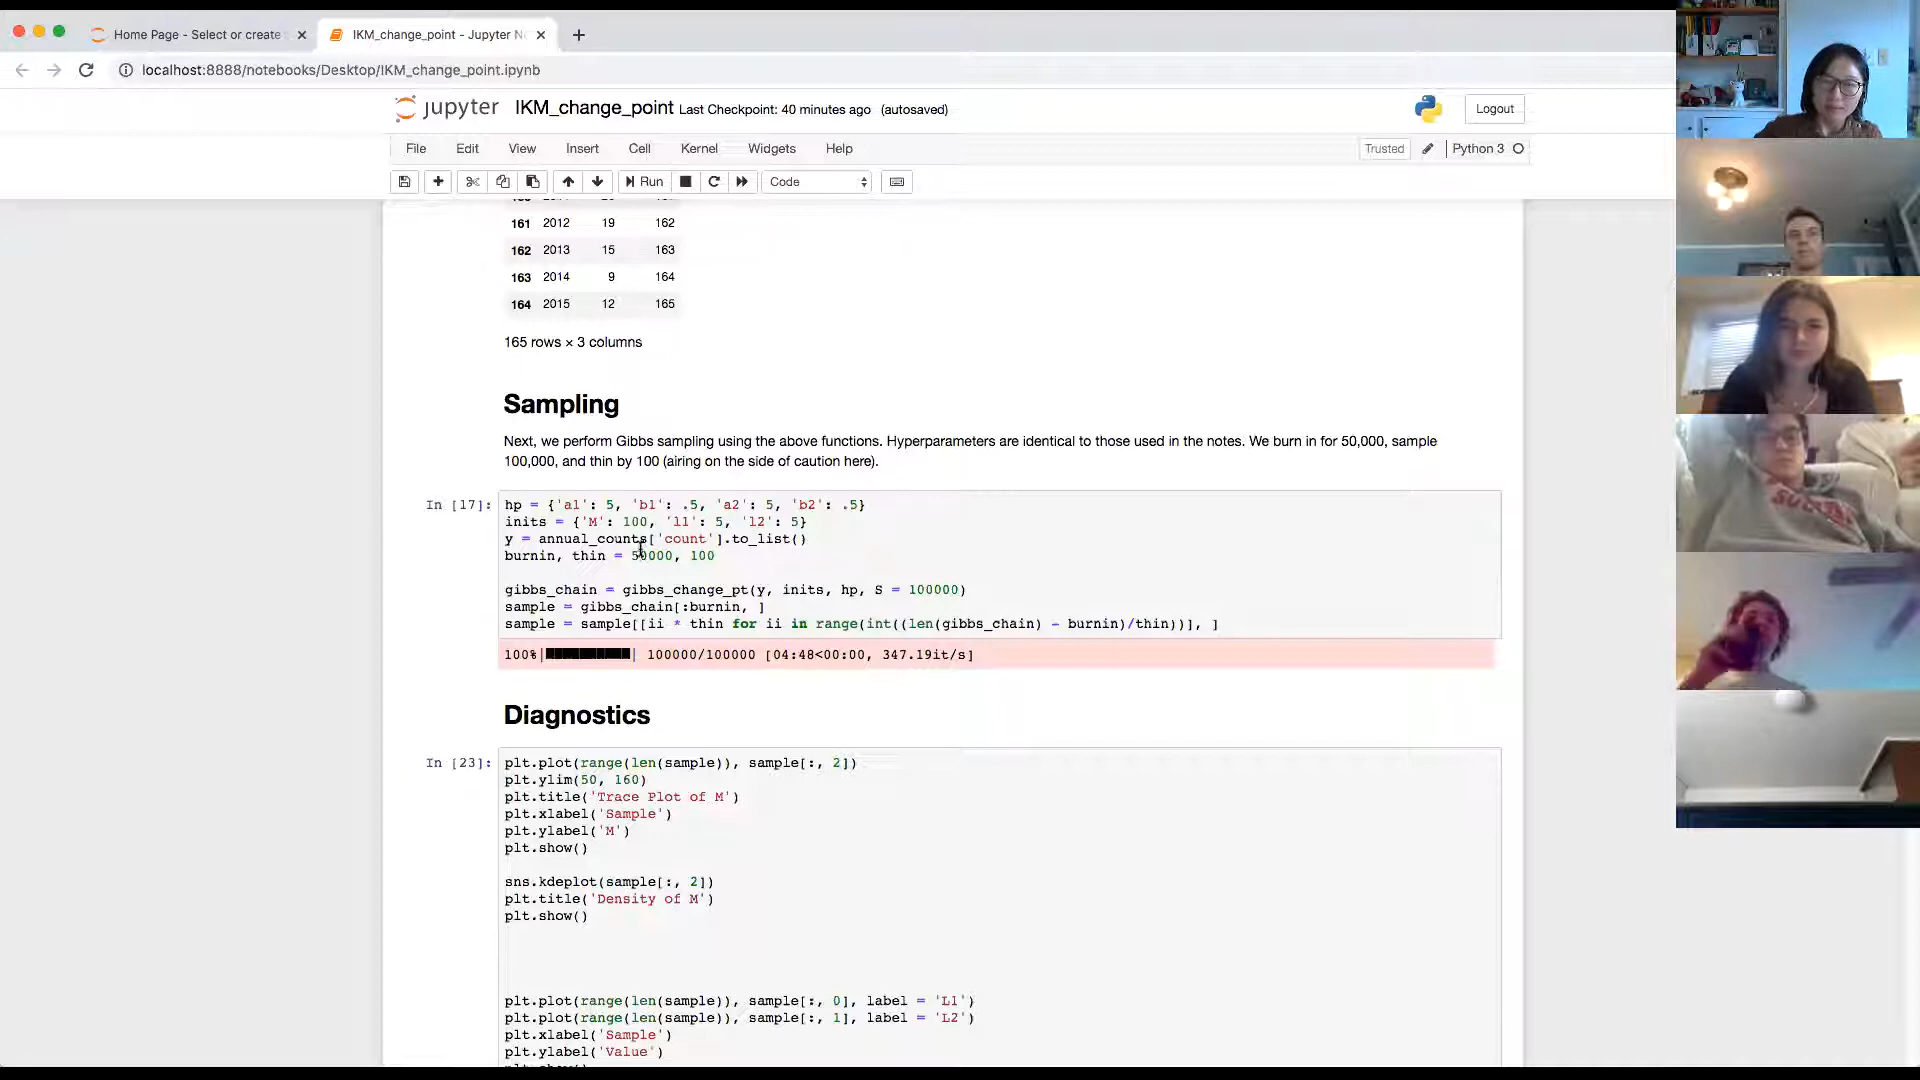 Home Page - Select or create
IKM_change_point - Jupyter N
localhost:8888/notebooks/Desktop/IKM_change_point.ipynb
jupyter IKM_change_point Last Checkpoint: 40 minutes ago (autosaved)
Logout
File Edit View Insert Cell Kernel Widgets Help
Trusted Python 3
Run Code
161 2012 19 162
162 2013 15 163
163 2014 9 164
164 2015 12 165
165 rows × 3 columns
Sampling
Next, we perform Gibbs sampling using the above functions. Hyperparameters are identical to those used in the notes. We burn in for 50,000, sample
100,000, and thin by 100 (airing on the side of caution here).
In [17]: hp = {'a1': 5, 'b1': .5, 'a2': 5, 'b2': .5}
inits = {'M': 100, 'l1': 5, 'l2': 5}
y = annual_counts['count'].to_list()
burnin, thin = 50000, 100
gibbs_chain = gibbs_change_pt(y, inits, hp, S = 100000)
sample = gibbs_chain[:burnin, ]
sample = sample[[ii * thin for ii in range(int((len(gibbs_chain) - burnin)/thin))], ]
100%|██████████| 100000/100000 [04:48<00:00, 347.19it/s]
Diagnostics
In [23]: plt.plot(range(len(sample)), sample[:, 2])
plt.ylim(50, 160)
plt.title('Trace Plot of M')
plt.xlabel('Sample')
plt.ylabel('M')
plt.show()
sns.kdeplot(sample[:, 2])
plt.title('Density of M')
plt.show()
plt.plot(range(len(sample)), sample[:, 0], label = 'L1')
plt.plot(range(len(sample)), sample[:, 1], label = 'L2')
plt.xlabel('Sample')
plt.ylabel('Value')